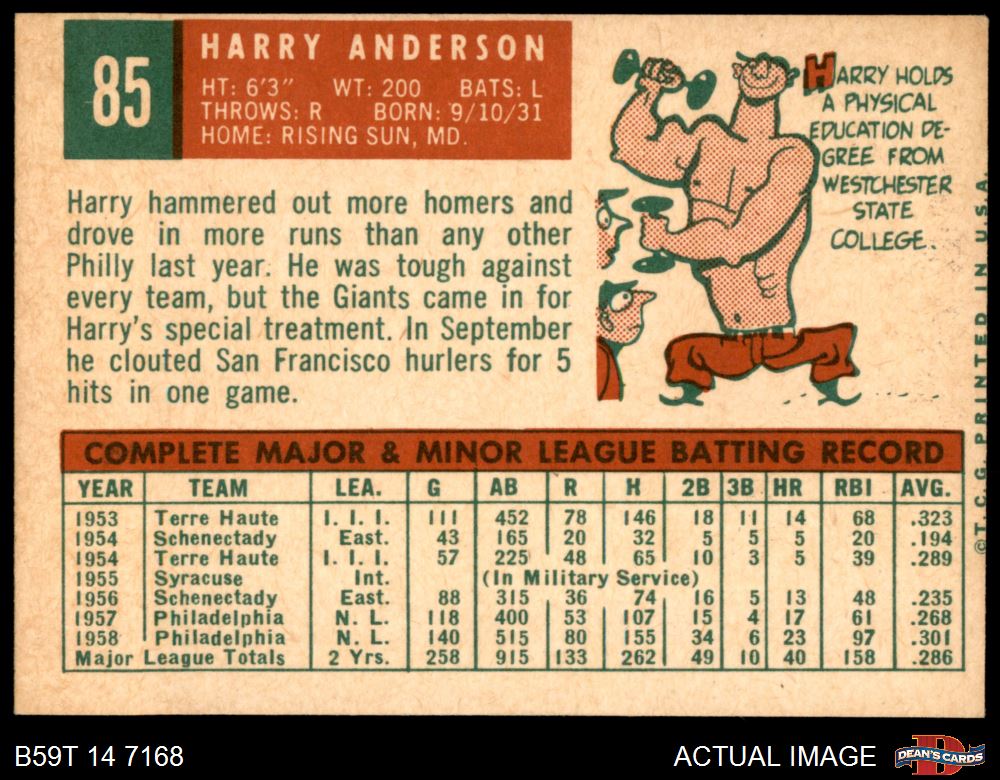 85
HARRY ANDERSON
HT: 6'3" WT: 200 BATS: L
THROWS: R BORN: 9/10/31
HOME: RISING SUN, MD.
Harry hammered out more homers and
drove in more runs than any other
Philly last year. He was tough against
every team, but the Giants came in for
Harry's special treatment. In September
he clouted San Francisco hurlers for 5
hits in one game.
HARRY HOLDS
A PHYSICAL
EDUCATION DE-
GREE FROM
WESTCHESTER
STATE
COLLEGE.
©T.C.G. PRINTED IN U.S.A.
COMPLETE MAJOR & MINOR LEAGUE BATTING RECORD
YEAR TEAM LEA. G AB R H 2B 3B HR RBI AVG.
1953 Terre Haute I. I. I. 111 452 78 146 18 11 14 68 .323
1954 Schenectady East. 43 165 20 32 5 5 5 20 .194
1954 Terre Haute I. I. I. 57 225 48 65 10 3 5 39 .289
1955 Syracuse Int. (In Military Service)
1956 Schenectady East. 88 315 36 74 16 5 13 48 .235
1957 Philadelphia N. L. 118 400 53 107 15 4 17 61 .268
1958 Philadelphia N. L. 140 515 80 155 34 6 23 97 .301
Major League Totals 2 Yrs. 258 915 133 262 49 10 40 158 .286
B59T 14 7168
ACTUAL IMAGE
DEAN'S CARDS